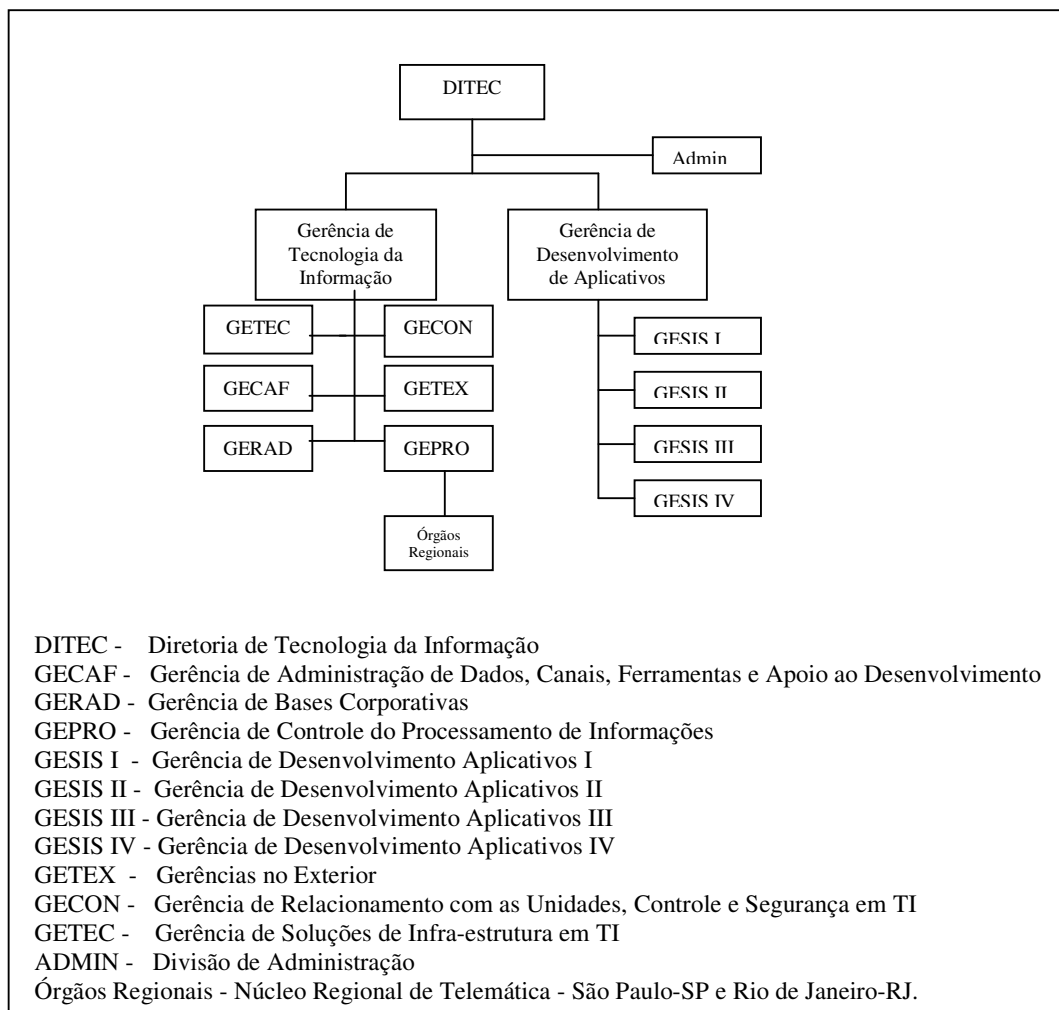 DITEC
Admin
Gerência de
Tecnologia da
Informação
Gerência de
Desenvolvimento
de Aplicativos
GETEC
GECON
GESIS I
GECAF
GETEX
GESIS II
GERAD
GEPRO
GESIS III
GESIS IV
Órgãos
Regionais
DITEC - Diretoria de Tecnologia da Informação
GECAF - Gerência de Administração de Dados, Canais, Ferramentas e Apoio ao Desenvolvimento
GERAD - Gerência de Bases Corporativas
GEPRO - Gerência de Controle do Processamento de Informações
GESIS I - Gerência de Desenvolvimento Aplicativos I
GESIS II - Gerência de Desenvolvimento Aplicativos II
GESIS III - Gerência de Desenvolvimento Aplicativos III
GESIS IV - Gerência de Desenvolvimento Aplicativos IV
GETEX - Gerências no Exterior
GECON - Gerência de Relacionamento com as Unidades, Controle e Segurança em TI
GETEC - Gerência de Soluções de Infra-estrutura em TI
ADMIN - Divisão de Administração
Órgãos Regionais - Núcleo Regional de Telemática - São Paulo-SP e Rio de Janeiro-RJ.